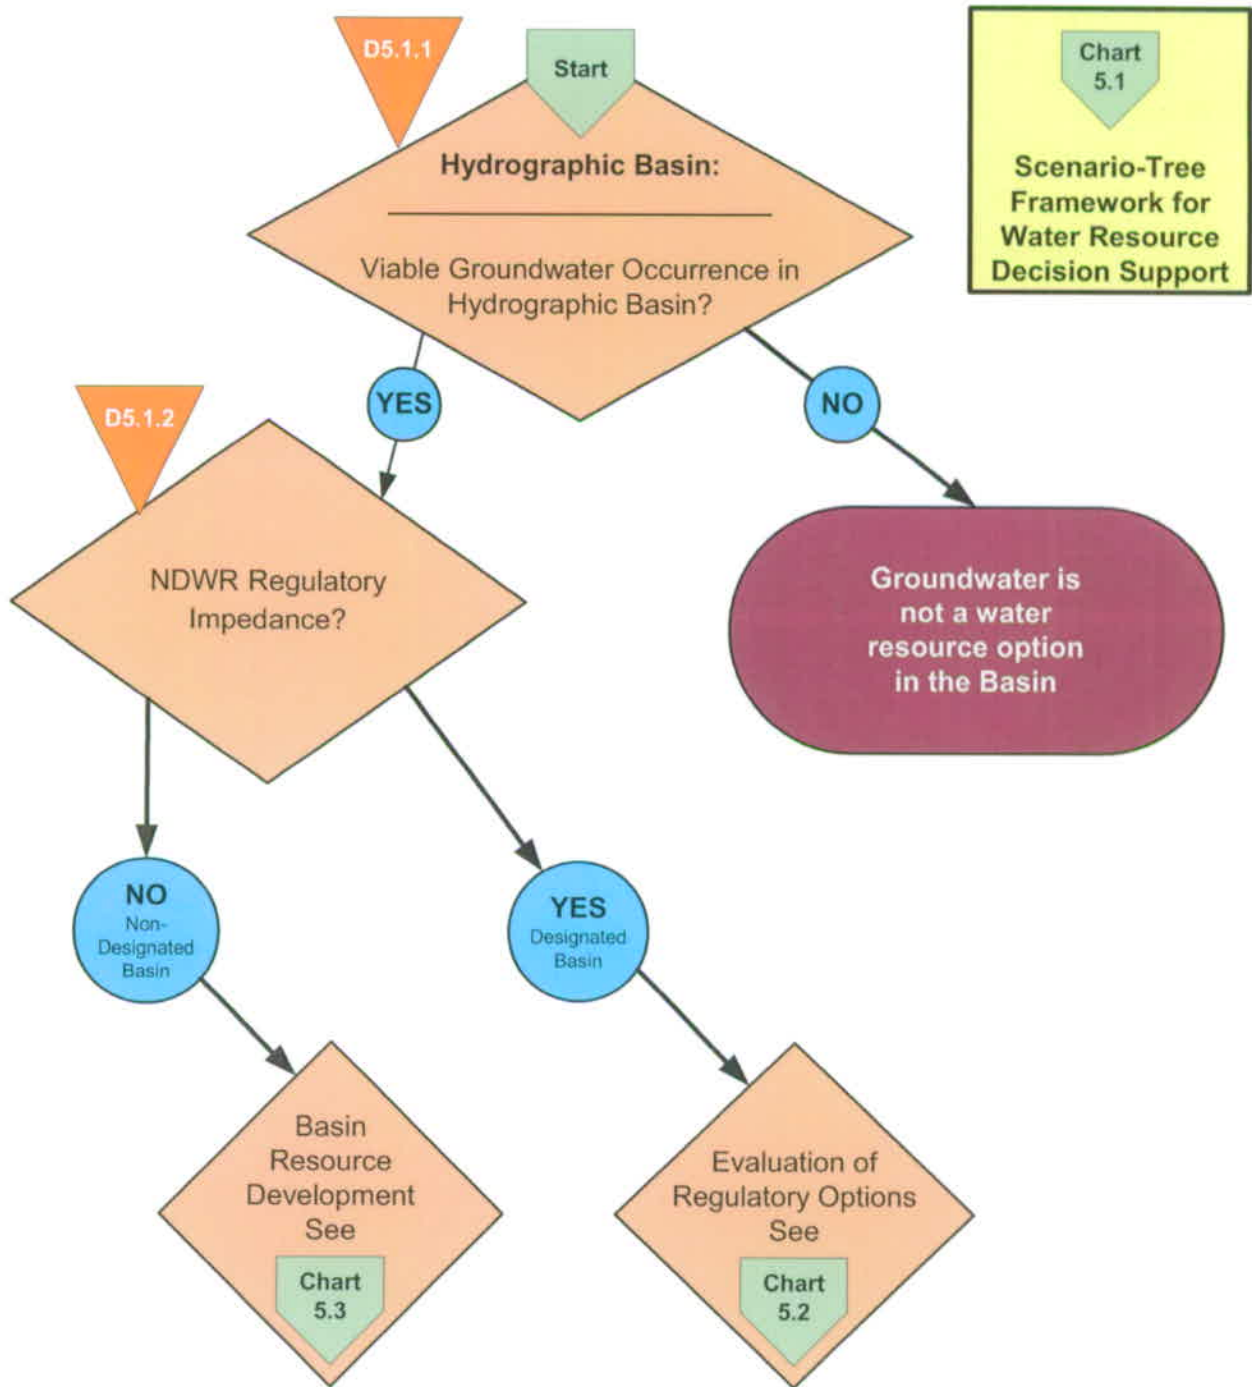 D5.1.1
Start
Chart
5.1
Scenario-Tree
Framework for
Water Resource
Decision Support
Hydrographic Basin:
Viable Groundwater Occurrence in
Hydrographic Basin?
YES
NO
D5.1.2
NDWR Regulatory
Impedance?
Groundwater is
not a water
resource option
in the Basin
NO
Non-
Designated
Basin
YES
Designated
Basin
Basin
Resource
Development
See
Chart
5.3
Evaluation of
Regulatory Options
See
Chart
5.2